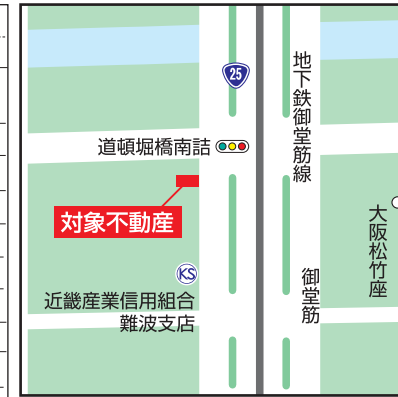 25
地下鉄御堂筋線
道頓堀橋南詰
対象不動産
大阪松竹座
KS
御堂筋
近畿産業信用組合
難波支店